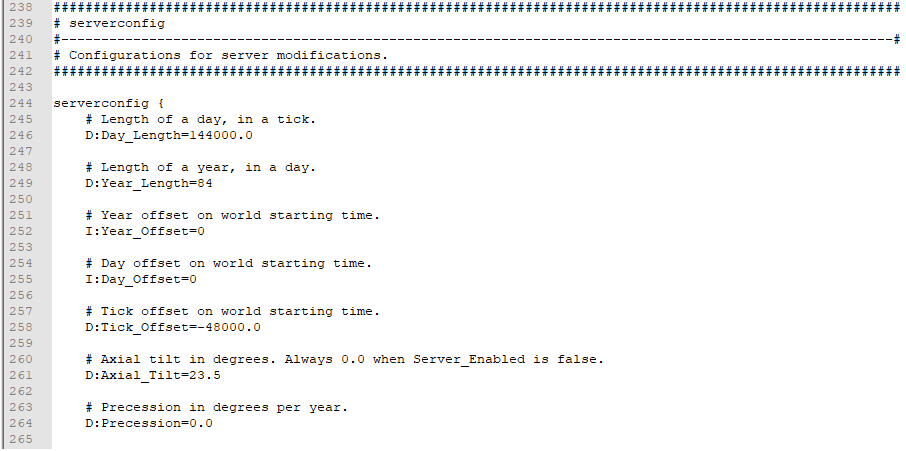 238 ##########################################################################################################
239 # serverconfig
240 #--------------------------------------------------------------------------------------------------------#
241 # Configurations for server modifications.
242 ##########################################################################################################
243
244 serverconfig {
245     # Length of a day, in a tick.
246     D:Day_Length=144000.0
247
248     # Length of a year, in a day.
249     D:Year_Length=84
250
251     # Year offset on world starting time.
252     I:Year_Offset=0
253
254     # Day offset on world starting time.
255     I:Day_Offset=0
256
257     # Tick offset on world starting time.
258     D:Tick_Offset=-48000.0
259
260     # Axial tilt in degrees. Always 0.0 when Server_Enabled is false.
261     D:Axial_Tilt=23.5
262
263     # Precession in degrees per year.
264     D:Precession=0.0
265